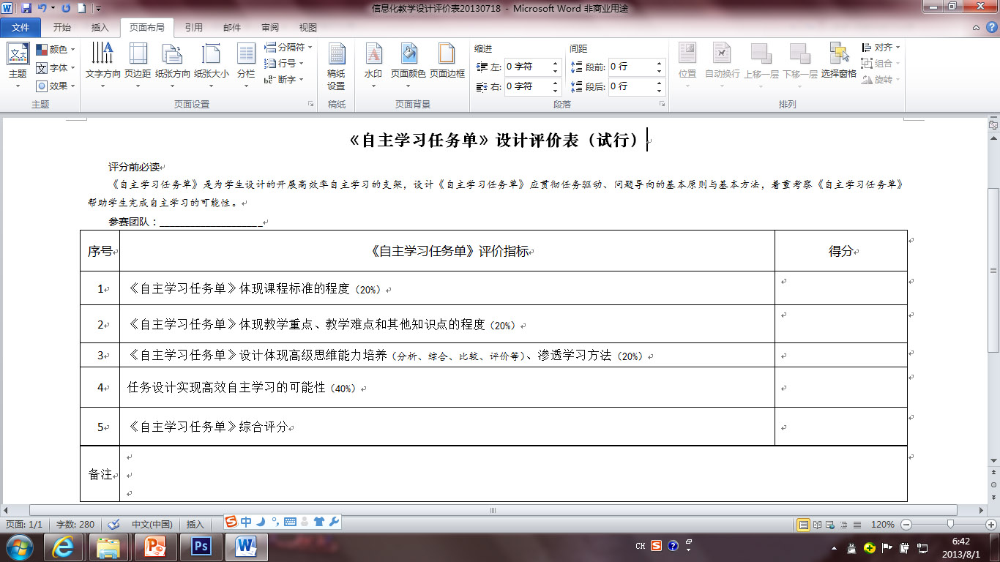 信息化教学设计评价表20130718 - Microsoft Word 非商业用途
文件 开始 插入 页面布局 引用 邮件 审阅 视图
主题 颜色 字体 效果
文字方向 页边距 纸张方向 纸张大小 分栏 分隔符 行号 断字
稿纸设置
水印 页面颜色 页面边框
缩进 左: 0 字符 右: 0 字符
间距 段前: 0 行 段后: 0 行
位置 自动换行 上移一层 下移一层 选择窗格 对齐 组合 旋转
主题 页面设置 稿纸 页面背景 段落 排列
《自主学习任务单》设计评价表（试行）
评分前必读
《自主学习任务单》是为学生设计的开展高效率自主学习的支架，设计《自主学习任务单》应贯彻任务驱动、问题导向的基本原则与基本方法，着重考察《自主学习任务单》
帮助学生完成自主学习的可能性。
参赛团队：____________________
序号 《自主学习任务单》评价指标 得分
1 《自主学习任务单》体现课程标准的程度（20%）
2 《自主学习任务单》体现教学重点、教学难点和其他知识点的程度（20%）
3 《自主学习任务单》设计体现高级思维能力培养（分析、综合、比较、评价等）、渗透学习方法（20%）
4 任务设计实现高效自主学习的可能性（40%）
5 《自主学习任务单》综合评分
备注
页面: 1/1 字数: 280 中文(中国) 插入 中 120%
CH 6:42
2013/8/1